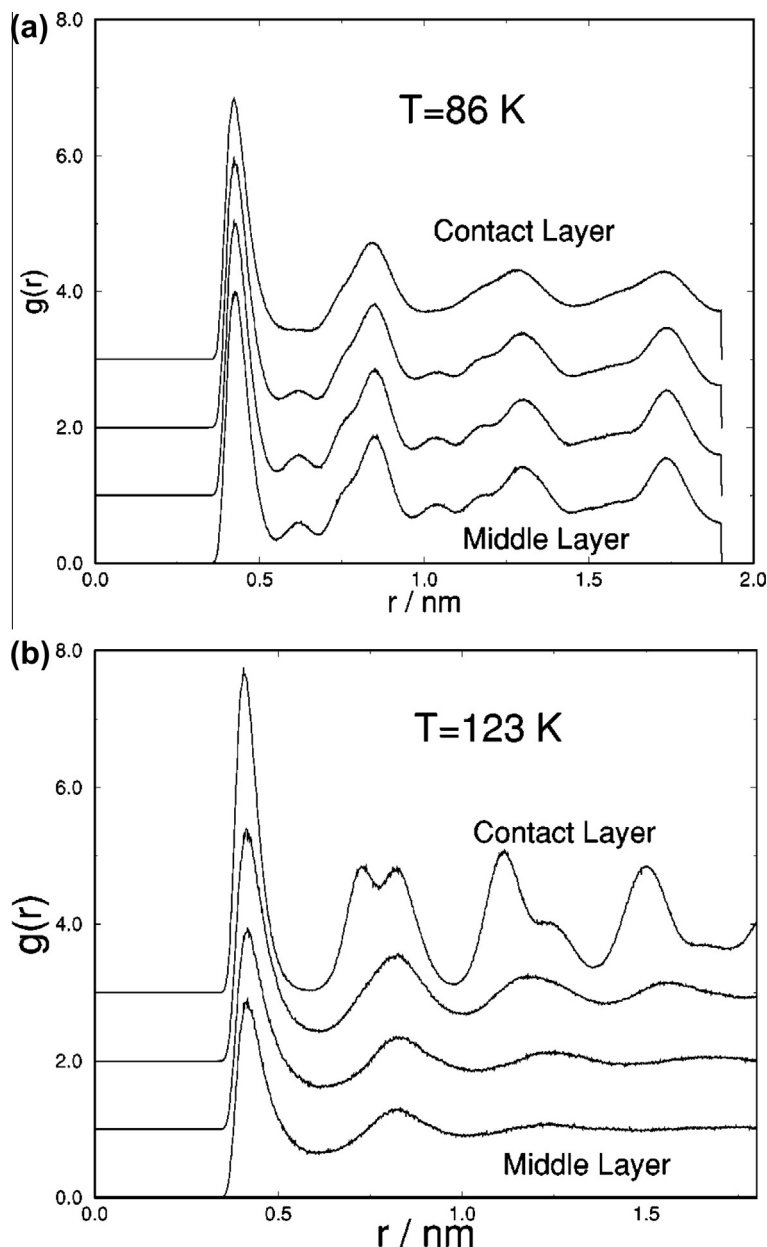 (a)
8.0
T=86 K
6.0
Contact Layer
g(r)
4.0
2.0
Middle Layer
0.0
0.0 0.5 1.0 1.5 2.0
r / nm
(b)
8.0
T=123 K
6.0
Contact Layer
g(r)
4.0
2.0
Middle Layer
0.0
0.0 0.5 1.0 1.5
r / nm